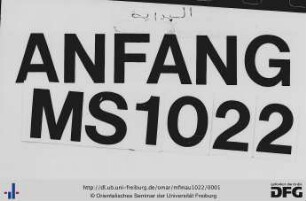 البداية
ANFANG
MS1022
http://dl.ub.uni-freiburg.de/omar/mfmau1022/0001
© Orientalisches Seminar der Universität Freiburg
DFG